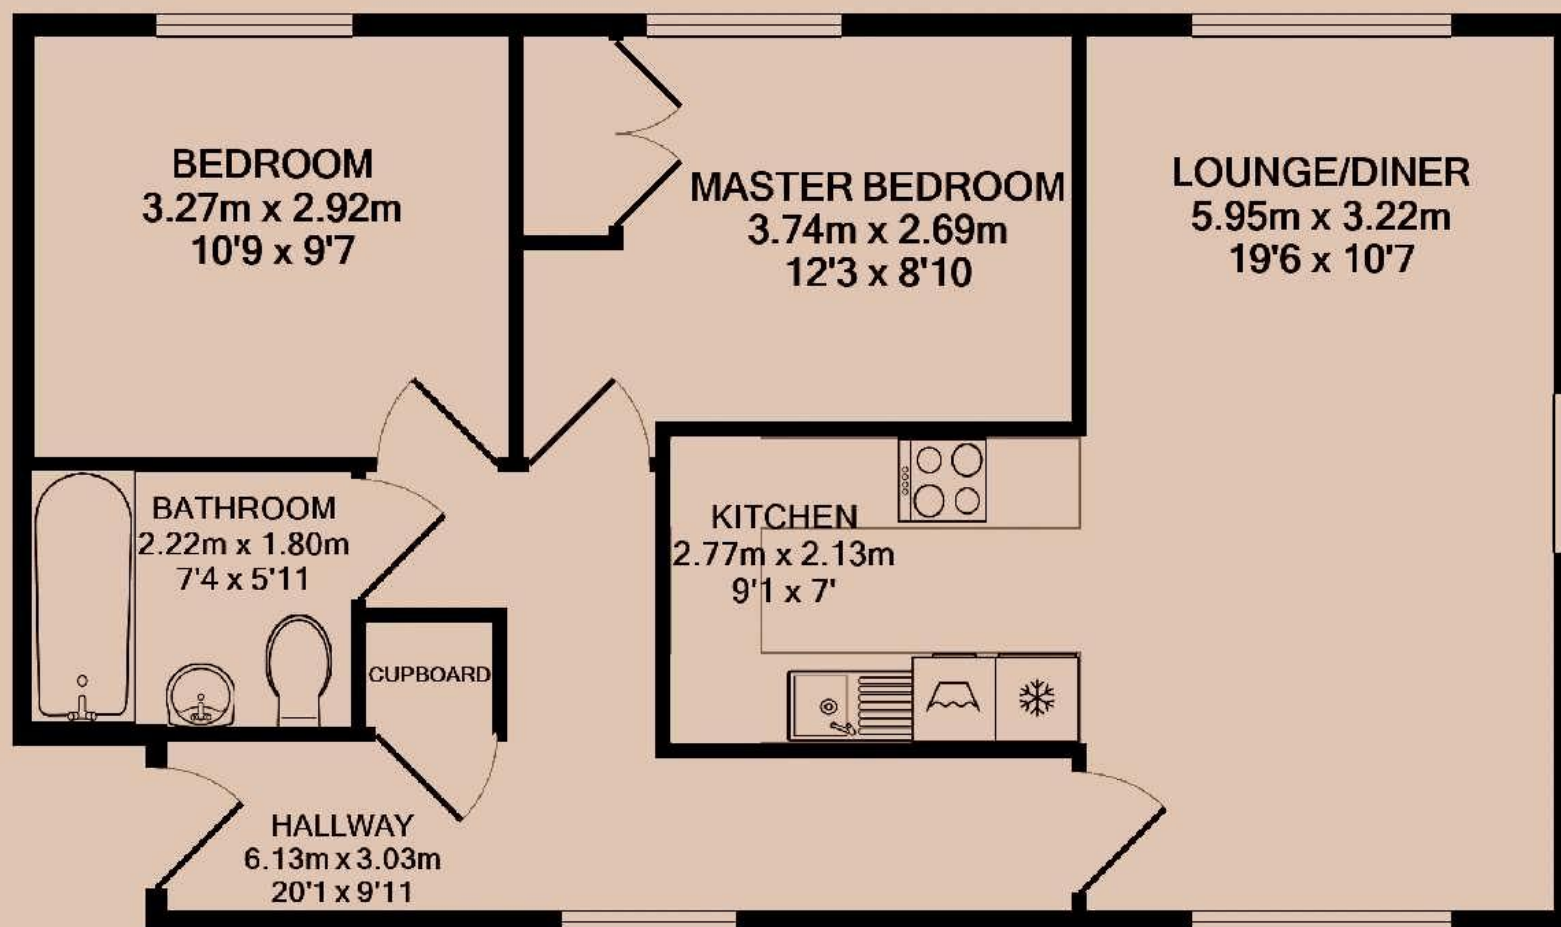 BEDROOM
3.27m x 2.92m
10'9 x 9'7
MASTER BEDROOM
3.74m x 2.69m
12'3 x 8'10
LOUNGE/DINER
5.95m x 3.22m
19'6 x 10'7
BATHROOM
2.22m x 1.80m
7'4 x 5'11
KITCHEN
2.77m x 2.13m
9'1 x 7'
CUPBOARD
HALLWAY
6.13m x 3.03m
20'1 x 9'11